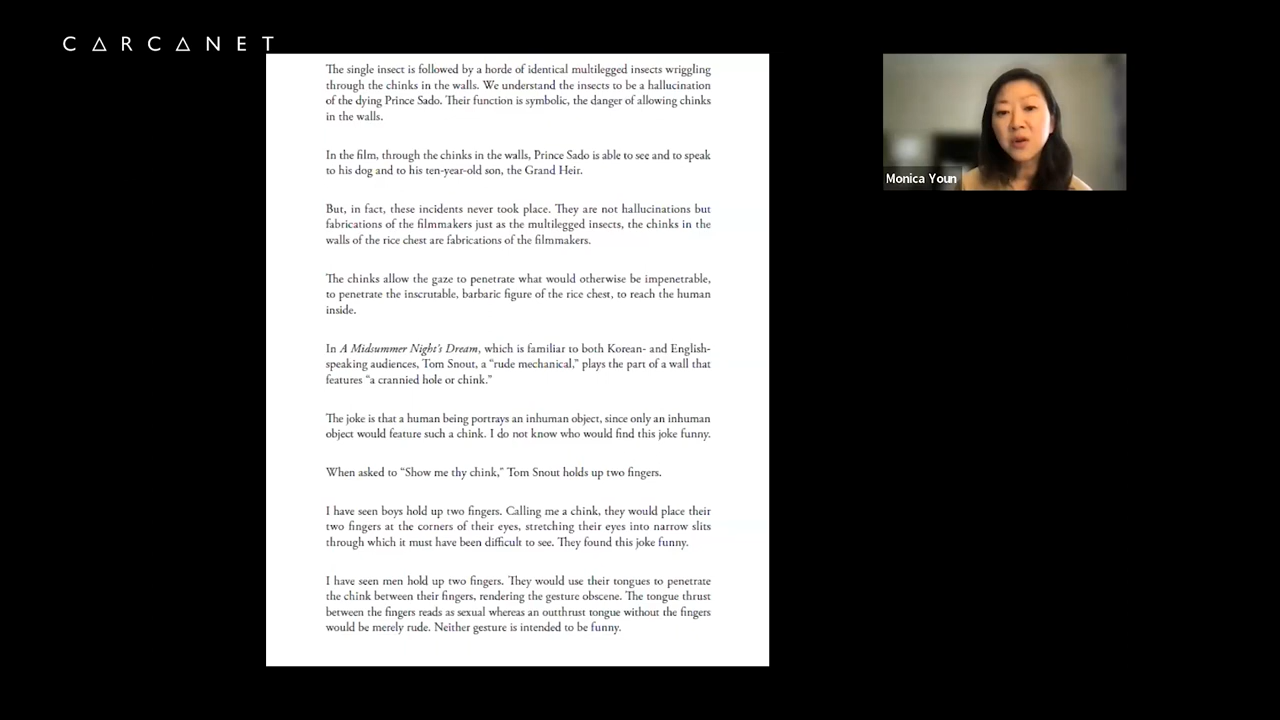 CARCANET
The single insect is followed by a horde of identical multilegged insects wriggling
through the chinks in the walls. We understand the insects to be a hallucination
of the dying Prince Sado. Their function is symbolic, the danger of allowing chinks
in the walls.
In the film, through the chinks in the walls, Prince Sado is able to see and to speak
to his dog and to his ten-year-old son, the Grand Heir.
But, in fact, these incidents never took place. They are not hallucinations but
fabrications of the filmmakers just as the multilegged insects, the chinks in the
walls of the rice chest are fabrications of the filmmakers.
The chinks allow the gaze to penetrate what would otherwise be impenetrable,
to penetrate the inscrutable, barbaric figure of the rice chest, to reach the human
inside.
In A Midsummer Night's Dream, which is familiar to both Korean- and English-
speaking audiences, Tom Snout, a “rude mechanical,” plays the part of a wall that
features “a crannied hole or chink.”
The joke is that a human being portrays an inhuman object, since only an inhuman
object would feature such a chink. I do not know who would find this joke funny.
When asked to “Show me thy chink,” Tom Snout holds up two fingers.
I have seen boys hold up two fingers. Calling me a chink, they would place their
two fingers at the corners of their eyes, stretching their eyes into narrow slits
through which it must have been difficult to see. They found this joke funny.
I have seen men hold up two fingers. They would use their tongues to penetrate
the chink between their fingers, rendering the gesture obscene. The tongue thrust
between the fingers reads as sexual whereas an outthrust tongue without the fingers
would be merely rude. Neither gesture is intended to be funny.
Monica Youn